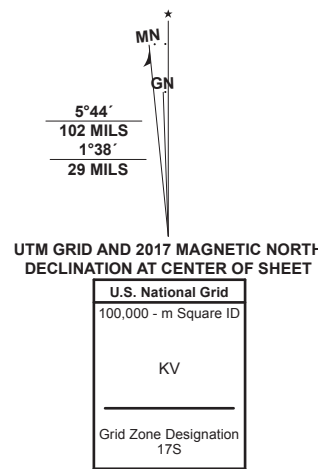 ★
MN
GN
5°44´
102 MILS
1°38´
29 MILS
UTM GRID AND 2017 MAGNETIC NORTH
DECLINATION AT CENTER OF SHEET
U.S. National Grid
100,000 - m Square ID
KV
Grid Zone Designation
17S